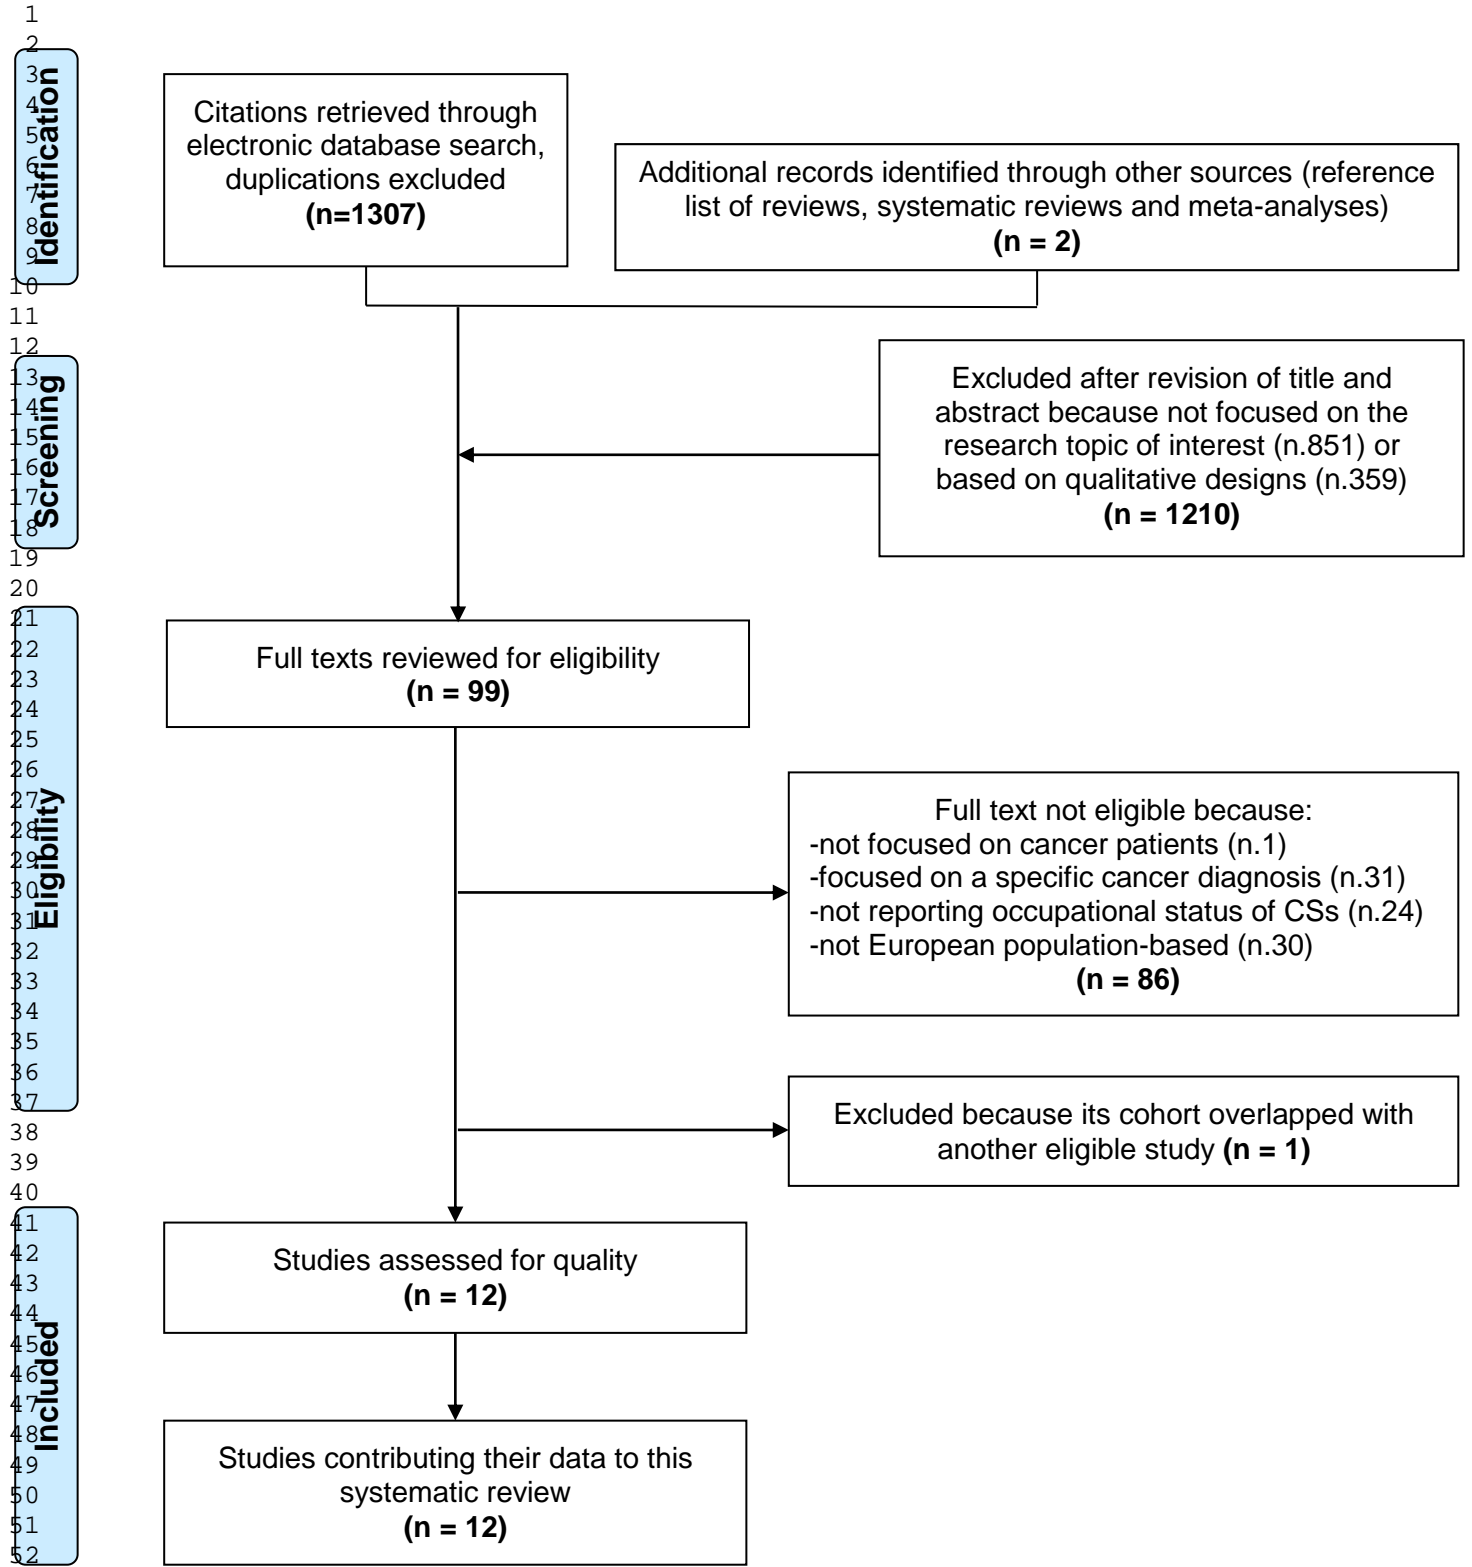 1
2
3
4
5
6
7
8
9
10
11
12
13
14
15
16
17
18
19
20
21
22
23
24
25
26
27
28
29
30
31
32
33
34
35
36
37
38
39
40
41
42
43
44
45
46
47
48
49
50
51
52
Identification
Citations retrieved through
electronic database search,
duplications excluded
(n=1307)
Additional records identified through other sources (reference
list of reviews, systematic reviews and meta-analyses)
(n = 2)
Screening
Excluded after revision of title and
abstract because not focused on the
research topic of interest (n.851) or
based on qualitative designs (n.359)
(n = 1210)
Eligibility
Full texts reviewed for eligibility
(n = 99)
Full text not eligible because:
-not focused on cancer patients (n.1)
-focused on a specific cancer diagnosis (n.31)
-not reporting occupational status of CSs (n.24)
-not European population-based (n.30)
(n = 86)
Excluded because its cohort overlapped with
another eligible study (n = 1)
Included
Studies assessed for quality
(n = 12)
Studies contributing their data to this
systematic review
(n = 12)